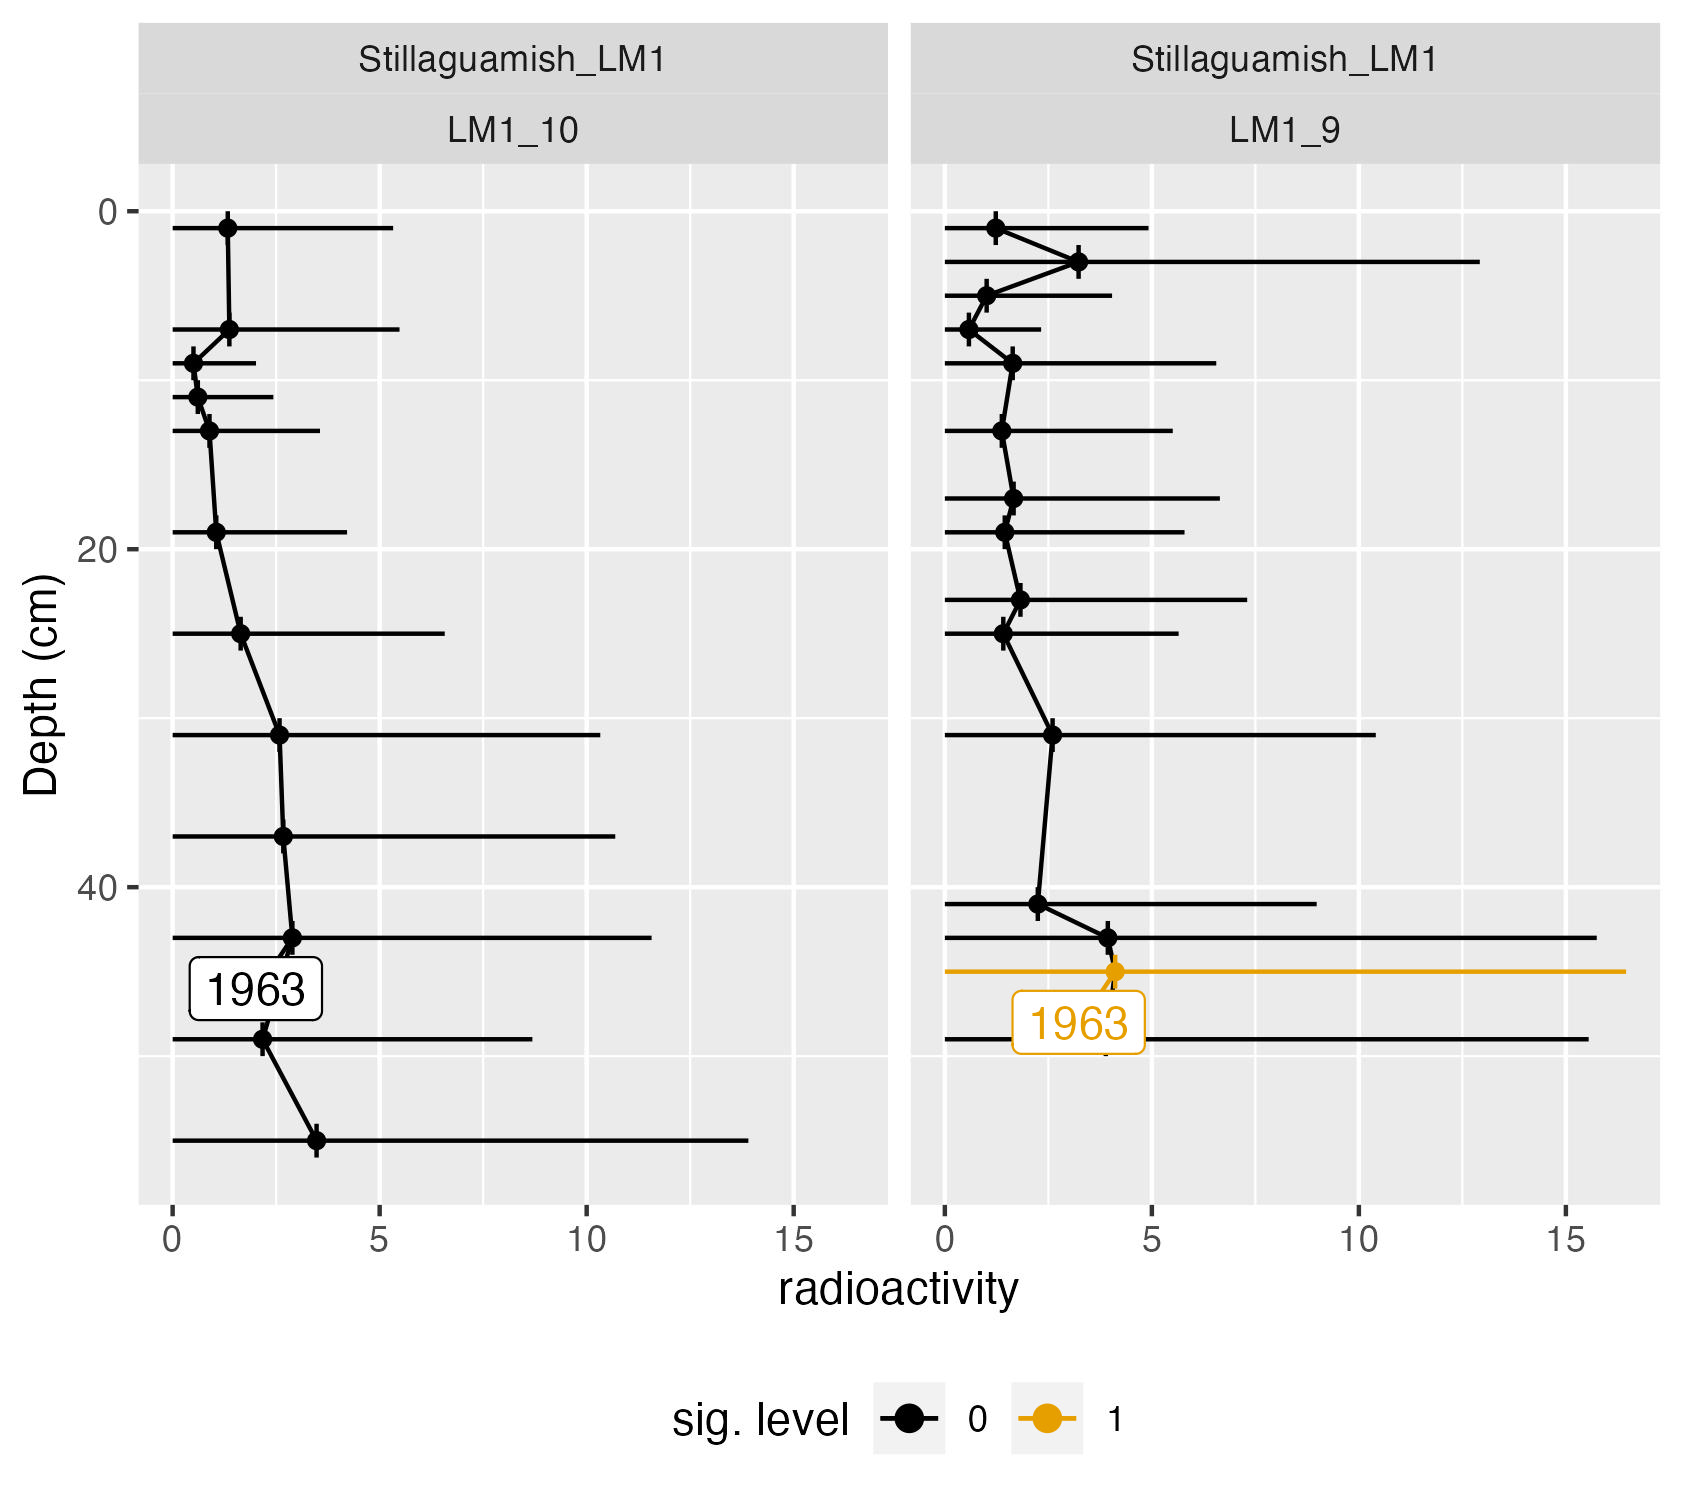 Stillaguamish_LM1
Stillaguamish_LM1
LM1_10
LM1_9
0
20
40
Depth (cm)
1963
1963
0 5 10 15
0 5 10 15
radioactivity
sig. level 0 1